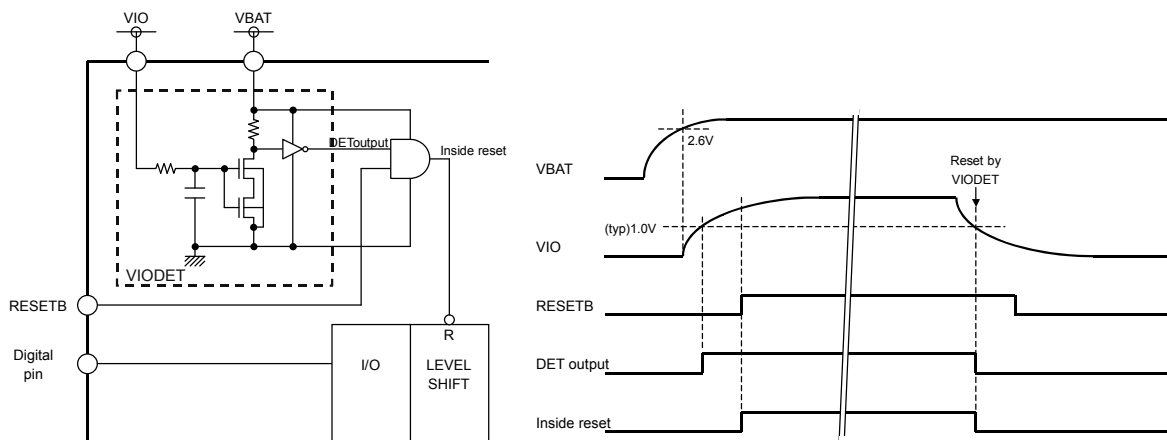 VIO
VBAT
DEToutput
Inside reset
VIODET
RESETB
Digital
pin
I/O
R
LEVEL
SHIFT
VBAT
2.6V
Reset by
VIODET
(typ)1.0V
VIO
RESETB
DET output
Inside reset